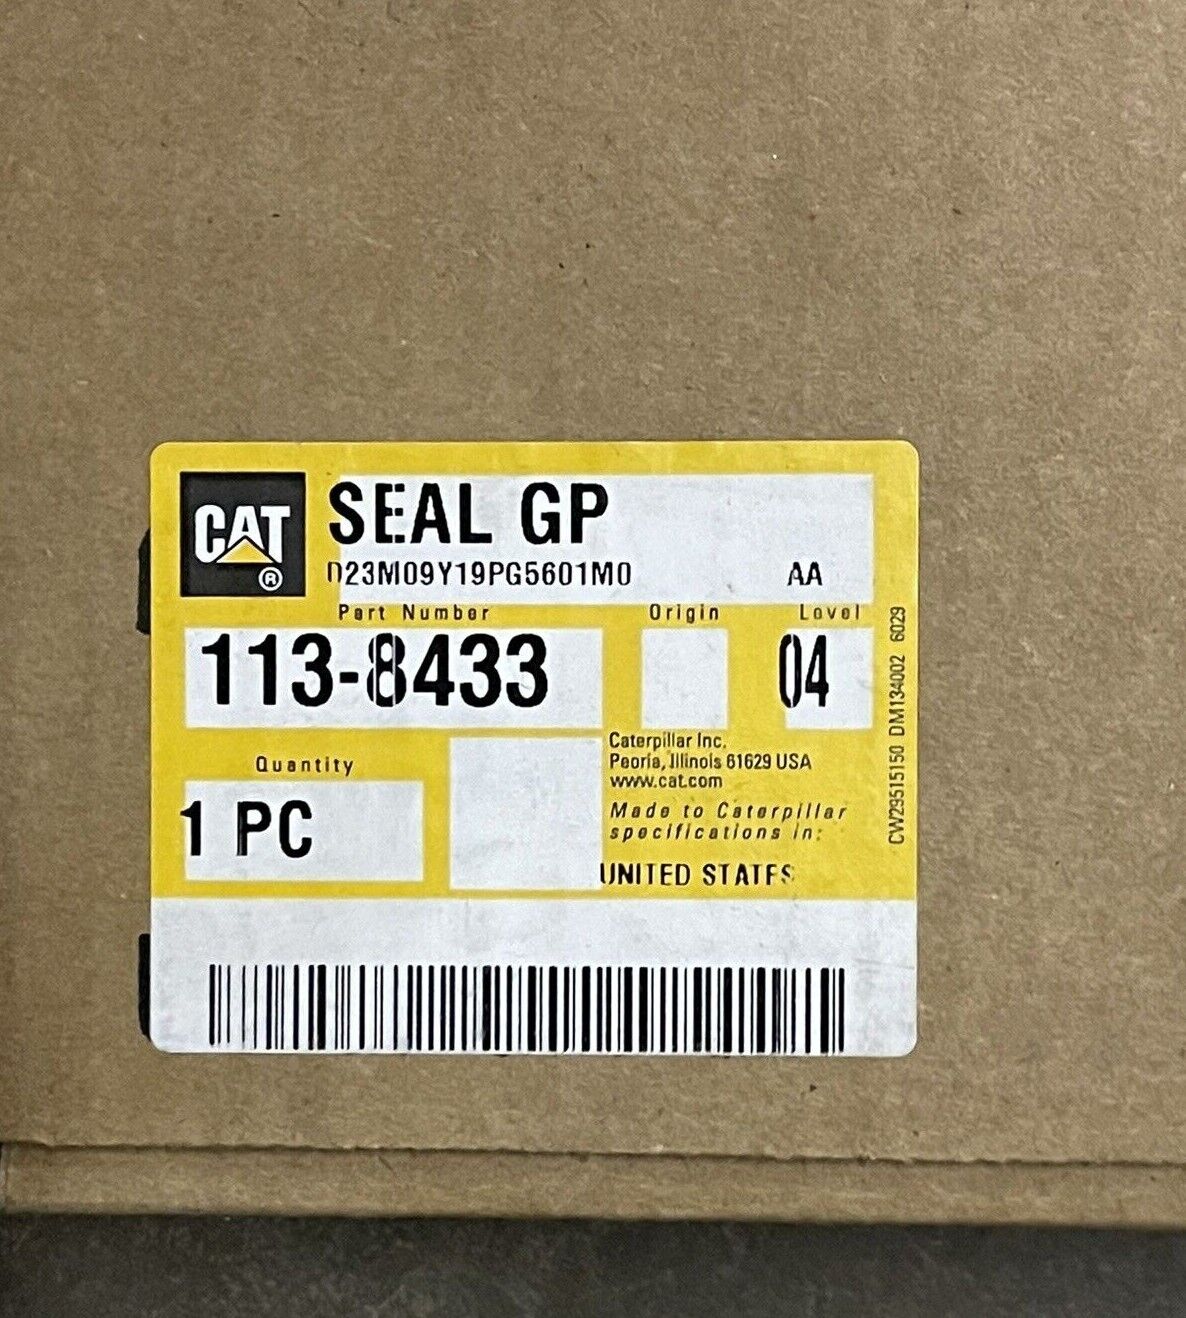 CAT ®
SEAL GP
D23M09Y19PG5601M0 AA
Part Number Origin Level
113-8433 04
Quantity
1 PC
Caterpillar Inc.
Peoria, Illinois 61629 USA
www.cat.com
Made to Caterpillar
specifications in:
UNITED STATES
CW29515150 DM134002 6029